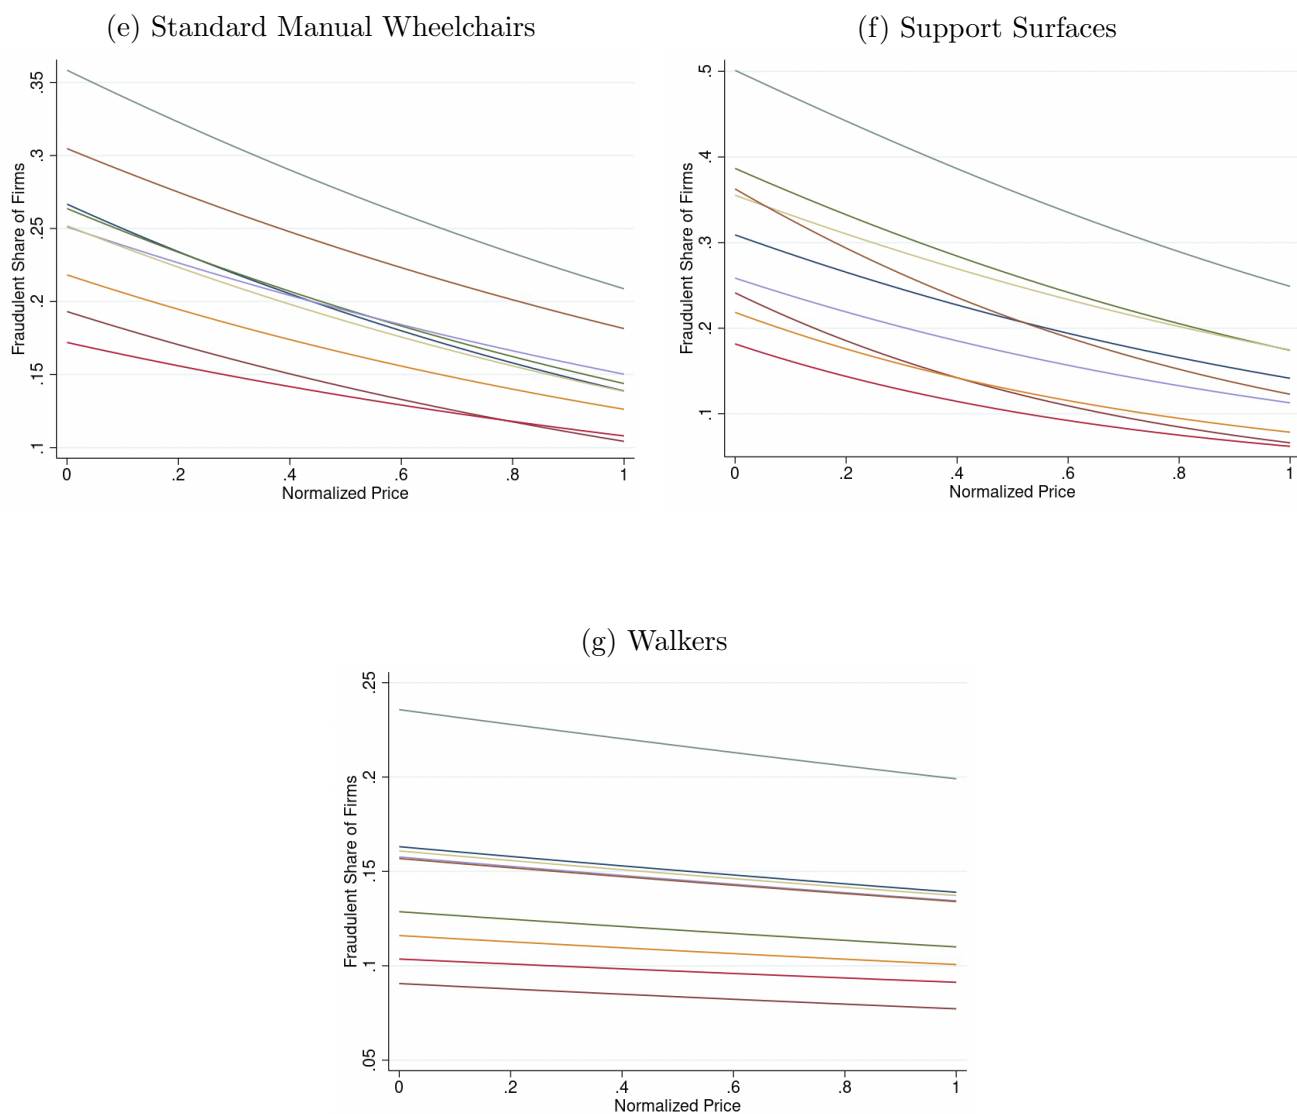 (e) Standard Manual Wheelchairs
Fraudulent Share of Firms
.35
.3
.25
.2
.15
.1
0 .2 .4 .6 .8 1
Normalized Price
(f) Support Surfaces
Fraudulent Share of Firms
.5
.4
.3
.2
.1
0 .2 .4 .6 .8 1
Normalized Price
(g) Walkers
Fraudulent Share of Firms
.25
.2
.15
.1
.05
0 .2 .4 .6 .8 1
Normalized Price